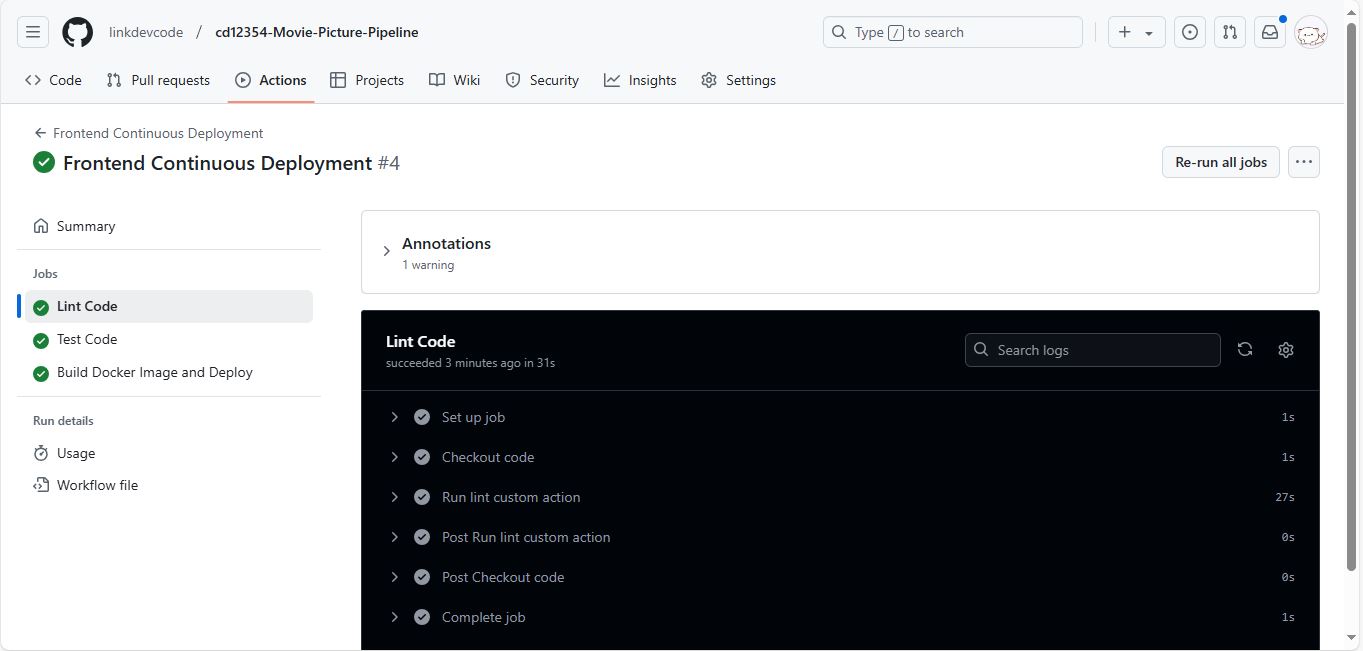 linkdevcode / cd12354-Movie-Picture-Pipeline
Type / to search
Code
Pull requests
Actions
Projects
Wiki
Security
Insights
Settings
Frontend Continuous Deployment
Frontend Continuous Deployment #4
Re-run all jobs
Summary
Jobs
Lint Code
Test Code
Build Docker Image and Deploy
Run details
Usage
Workflow file
Annotations
1 warning
Lint Code
succeeded 3 minutes ago in 31s
Search logs
Set up job 1s
Checkout code 1s
Run lint custom action 27s
Post Run lint custom action 0s
Post Checkout code 0s
Complete job 1s